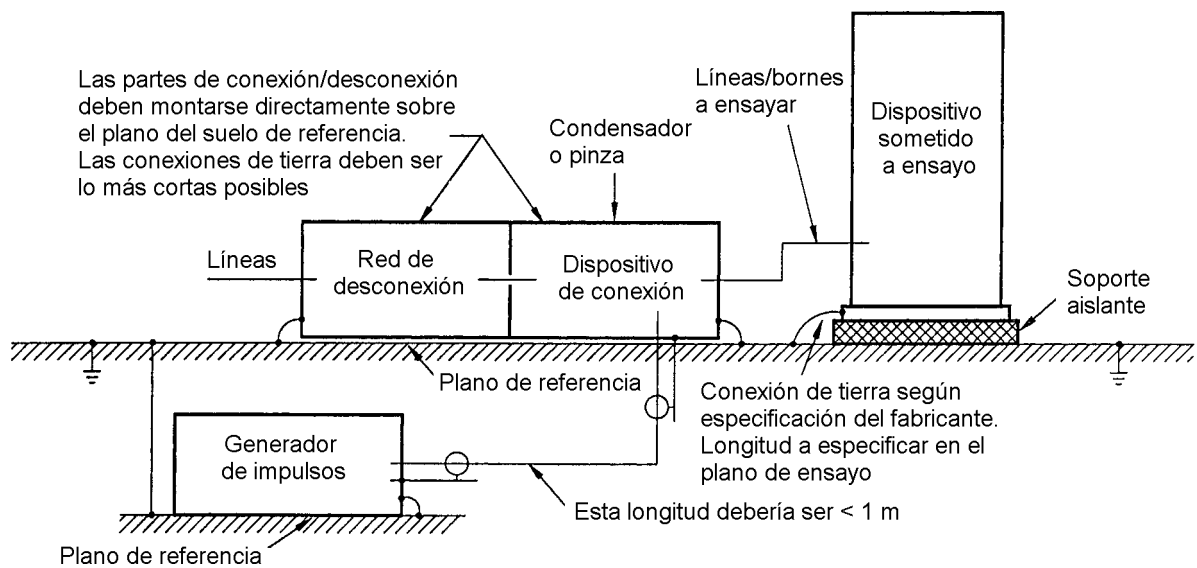 Las partes de conexión/desconexión
deben montarse directamente sobre
el plano del suelo de referencia.
Las conexiones de tierra deben ser
lo más cortas posibles
Condensador
o pinza
Líneas/bornes
a ensayar
Dispositivo
sometido
a ensayo
Líneas
Red de
desconexión
Dispositivo
de conexión
Soporte
aislante
Plano de referencia
Conexión de tierra según
especificación del fabricante.
Longitud a especificar en el
plano de ensayo
Generador
de impulsos
Esta longitud debería ser < 1 m
Plano de referencia